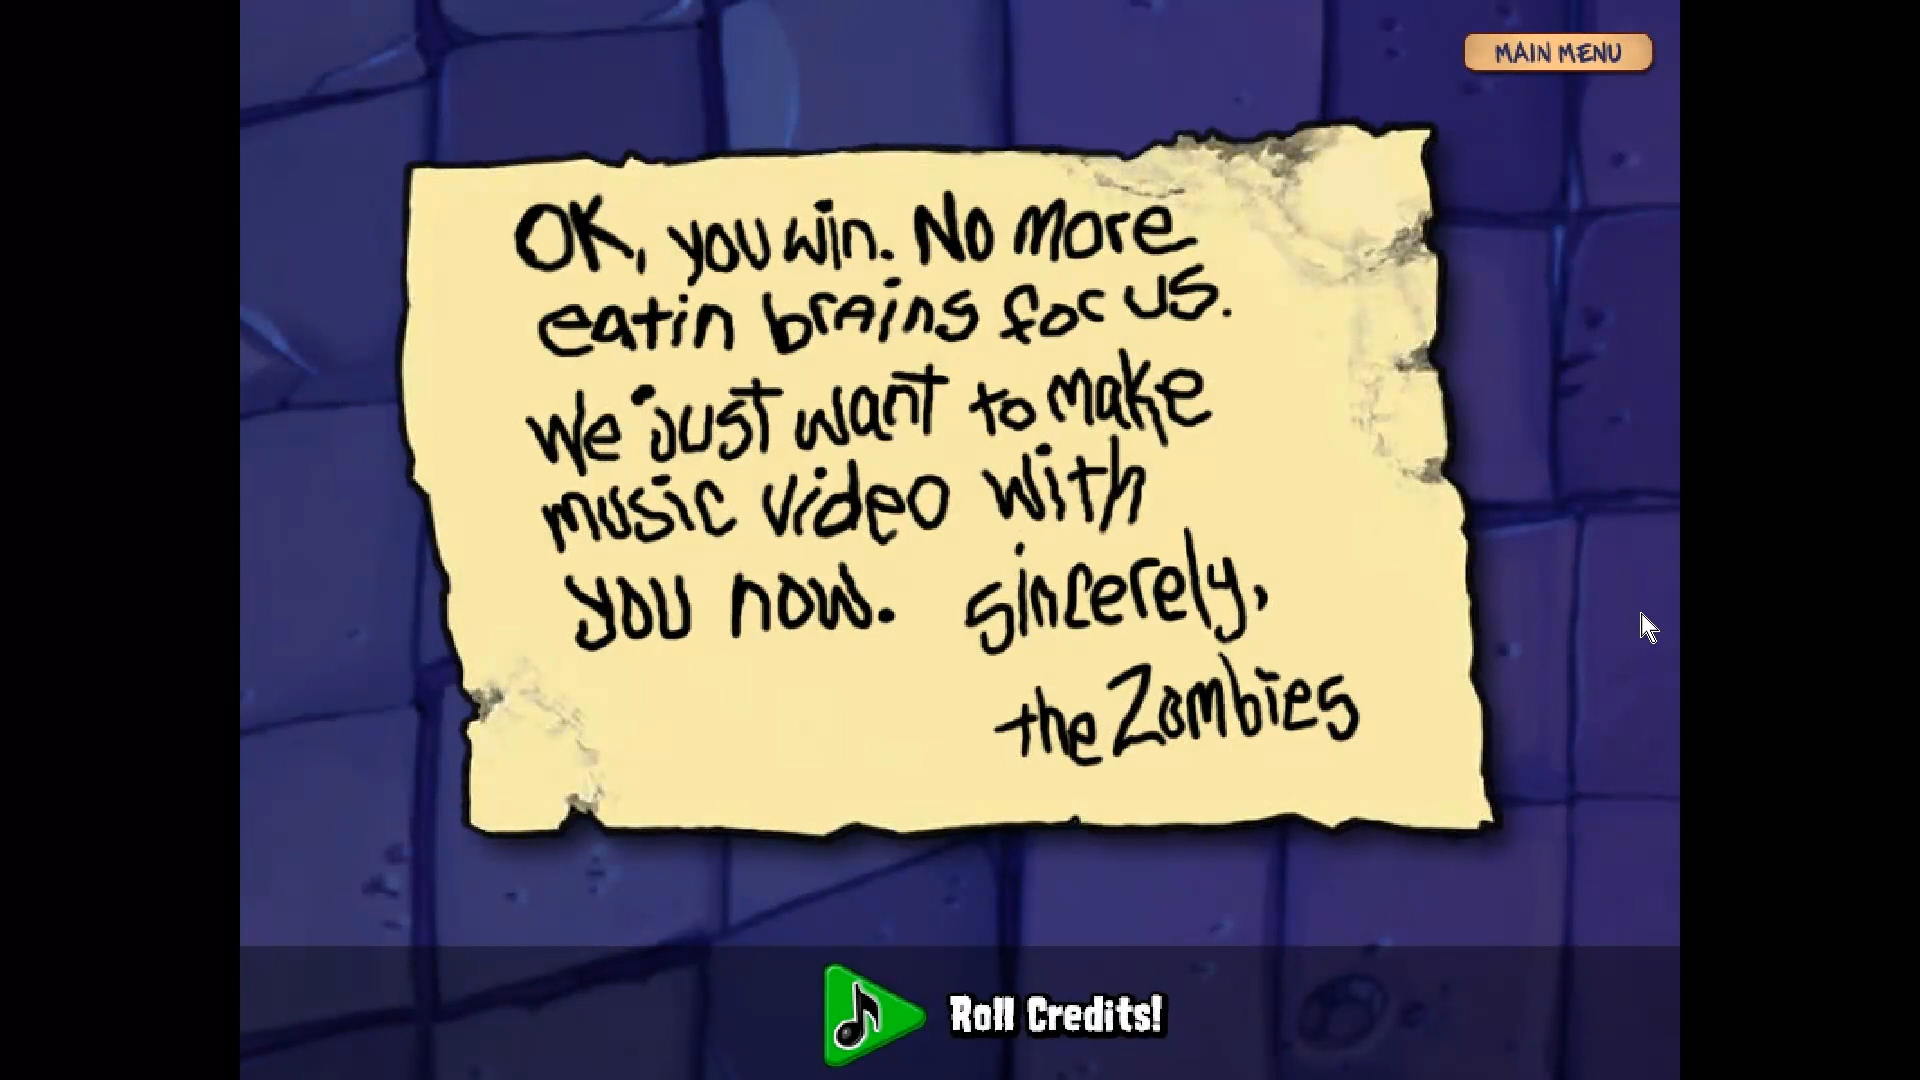 MAIN MENU
OK, you win. No more
eatin brains for us.
We just want to make
music video with
you now. sincerely,
the Zombies
Roll Credits!